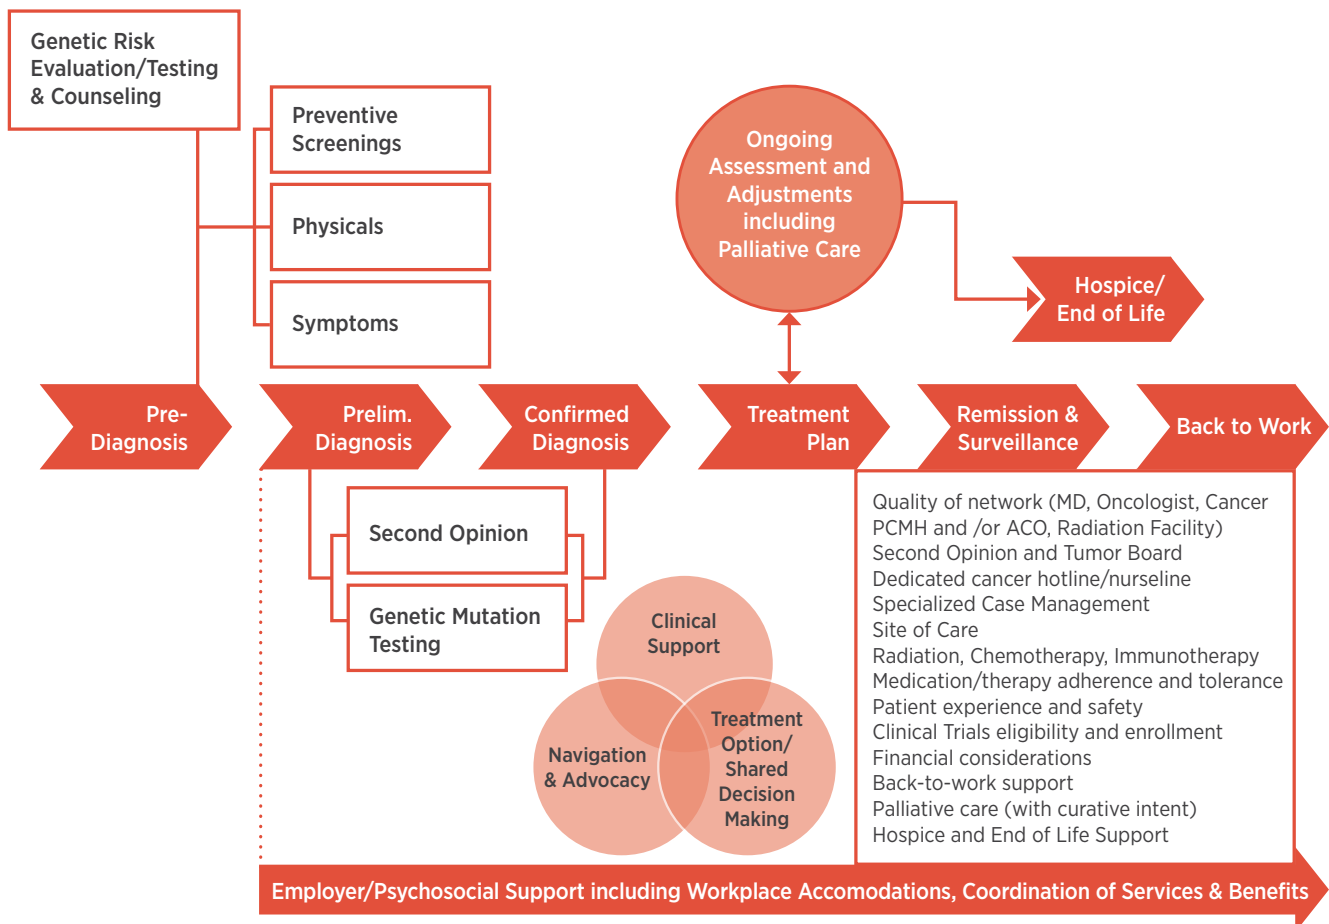 Genetic Risk
Evaluation/Testing
& Counseling
Preventive
Screenings
Physicals
Symptoms
Ongoing
Assessment and
Adjustments
including
Palliative Care
Hospice/
End of Life
Pre-
Diagnosis
Prelim.
Diagnosis
Confirmed
Diagnosis
Treatment
Plan
Remission &
Surveillance
Back to Work
Second Opinion
Genetic Mutation
Testing
Clinical
Support
Navigation
& Advocacy
Treatment
Option/
Shared
Decision
Making
Quality of network (MD, Oncologist, Cancer
PCMH and /or ACO, Radiation Facility)
Second Opinion and Tumor Board
Dedicated cancer hotline/nurseline
Specialized Case Management
Site of Care
Radiation, Chemotherapy, Immunotherapy
Medication/therapy adherence and tolerance
Patient experience and safety
Clinical Trials eligibility and enrollment
Financial considerations
Back-to-work support
Palliative care (with curative intent)
Hospice and End of Life Support
Employer/Psychosocial Support including Workplace Accomodations, Coordination of Services & Benefits